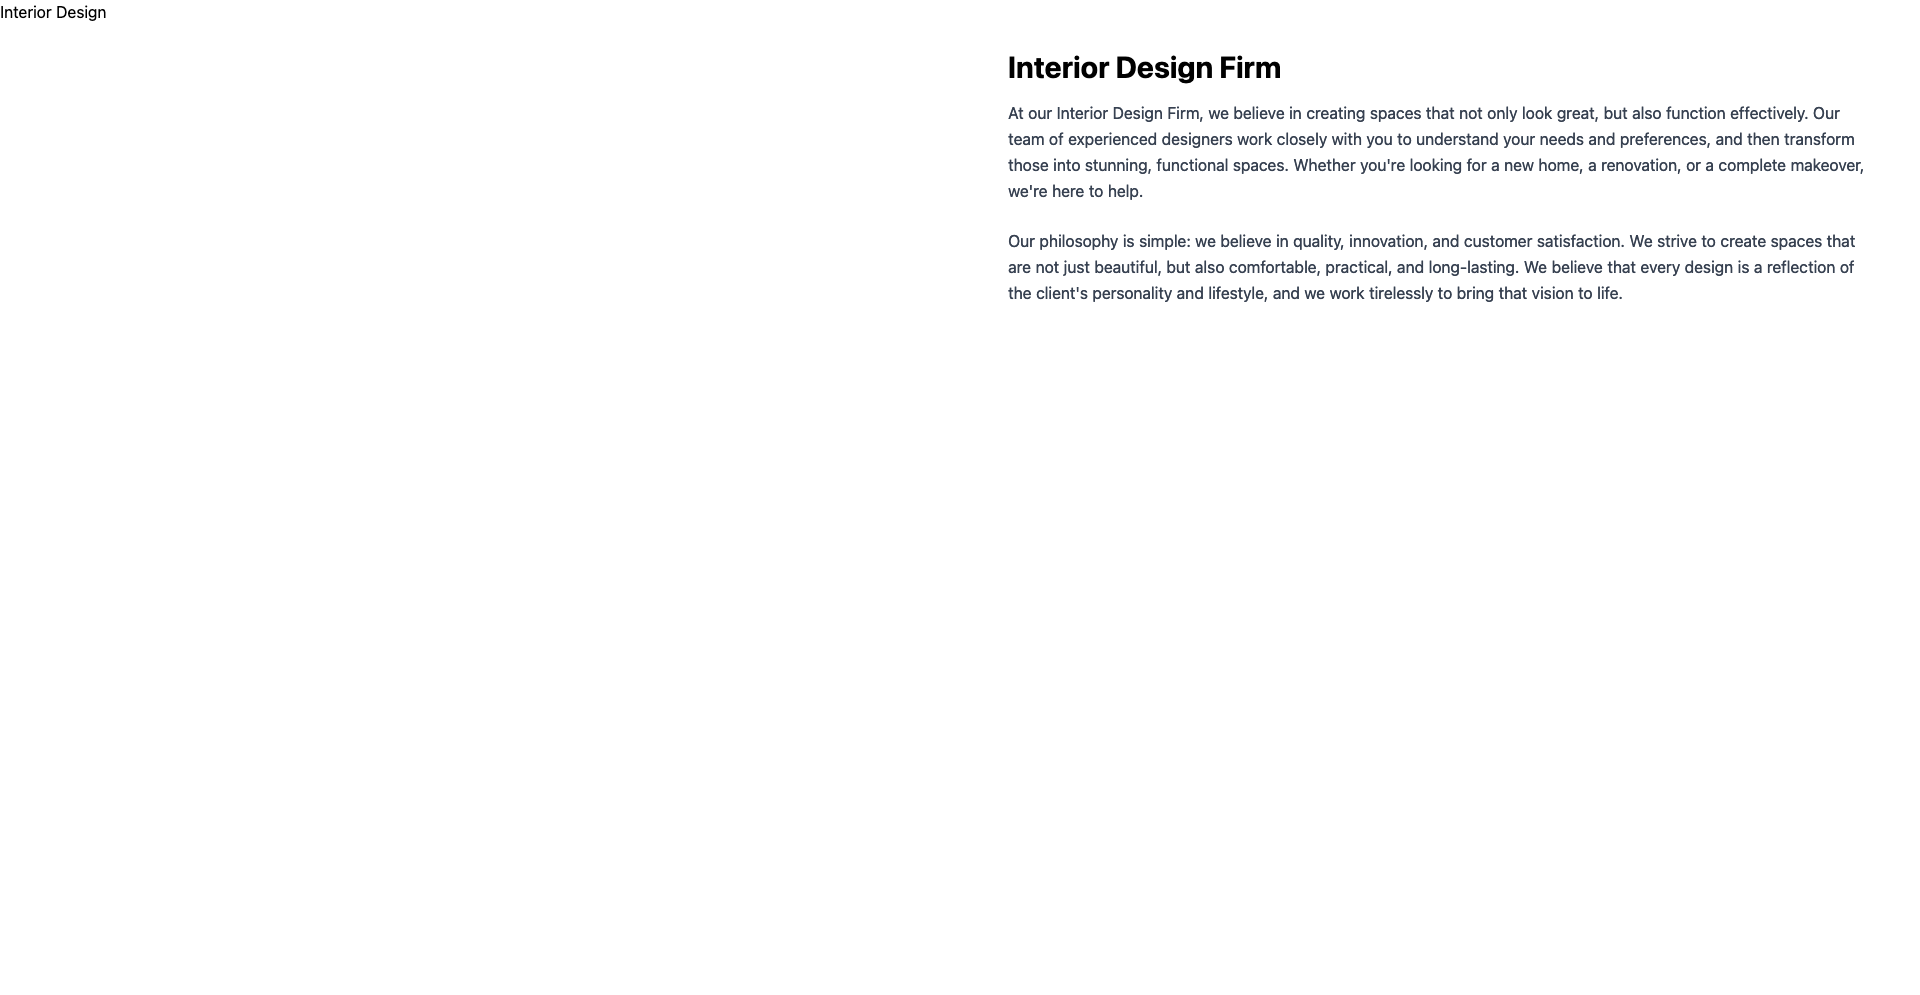 Interior Design
Interior Design Firm
At our Interior Design Firm, we believe in creating spaces that not only look great, but also function effectively. Our
team of experienced designers work closely with you to understand your needs and preferences, and then transform
those into stunning, functional spaces. Whether you're looking for a new home, a renovation, or a complete makeover,
we're here to help.
Our philosophy is simple: we believe in quality, innovation, and customer satisfaction. We strive to create spaces that
are not just beautiful, but also comfortable, practical, and long-lasting. We believe that every design is a reflection of
the client's personality and lifestyle, and we work tirelessly to bring that vision to life.